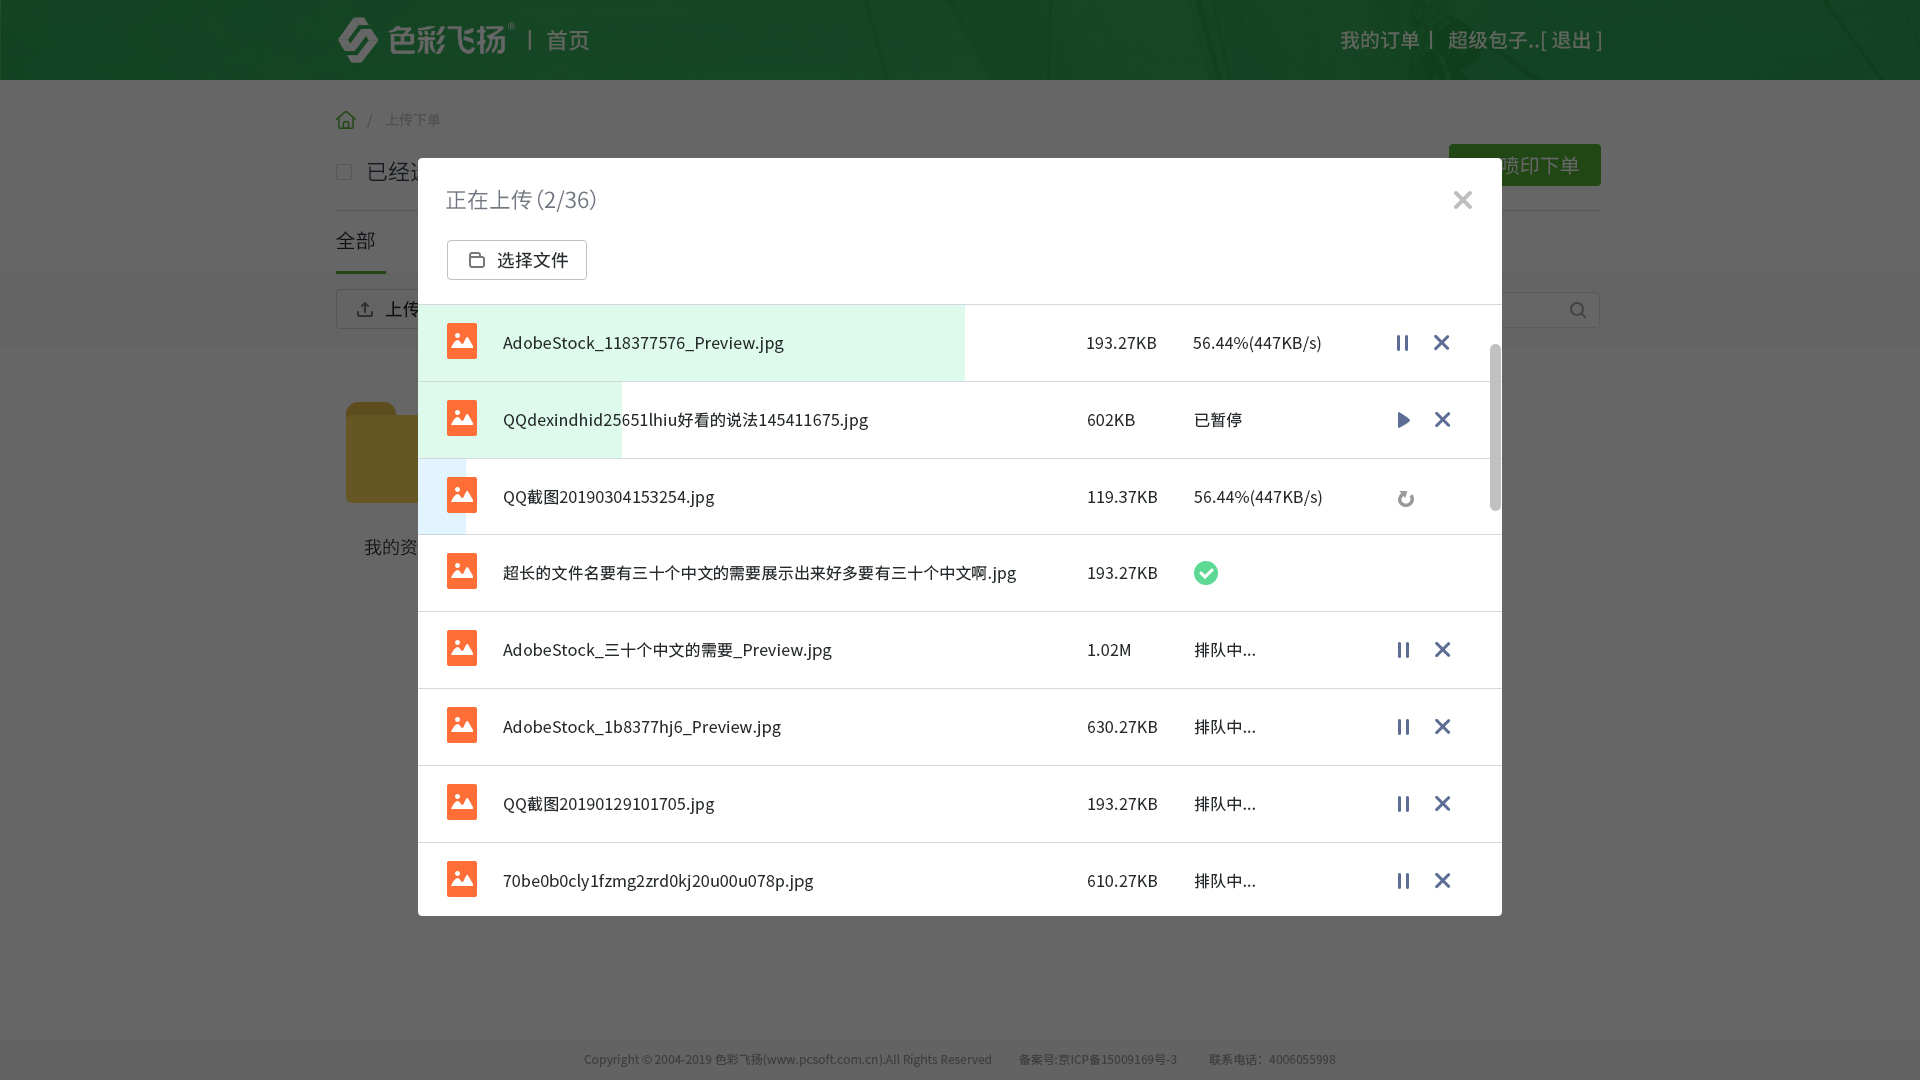 色彩飞扬® | 首页
我的订单 | 超级包子..[ 退出 ]
/ 上传下单
已经
喷印下单
全部
上传
我的资
正在上传(2/36)
选择文件
AdobeStock_118377576_Preview.jpg 193.27KB 56.44%(447KB/s)
QQdexindhid25651lhiu好看的说法145411675.jpg 602KB 已暂停
QQ截图20190304153254.jpg 119.37KB 56.44%(447KB/s)
超长的文件名要有三十个中文的需要展示出来好多要有三十个中文啊.jpg 193.27KB
AdobeStock_三十个中文的需要_Preview.jpg 1.02M 排队中...
AdobeStock_1b8377hj6_Preview.jpg 630.27KB 排队中...
QQ截图20190129101705.jpg 193.27KB 排队中...
70be0b0cly1fzmg2zrd0kj20u00u078p.jpg 610.27KB 排队中...
Copyright © 2004-2019 色彩飞扬(www.pcsoft.com.cn).All Rights Reserved 备案号:京ICP备15009169号-3 联系电话：4006055998